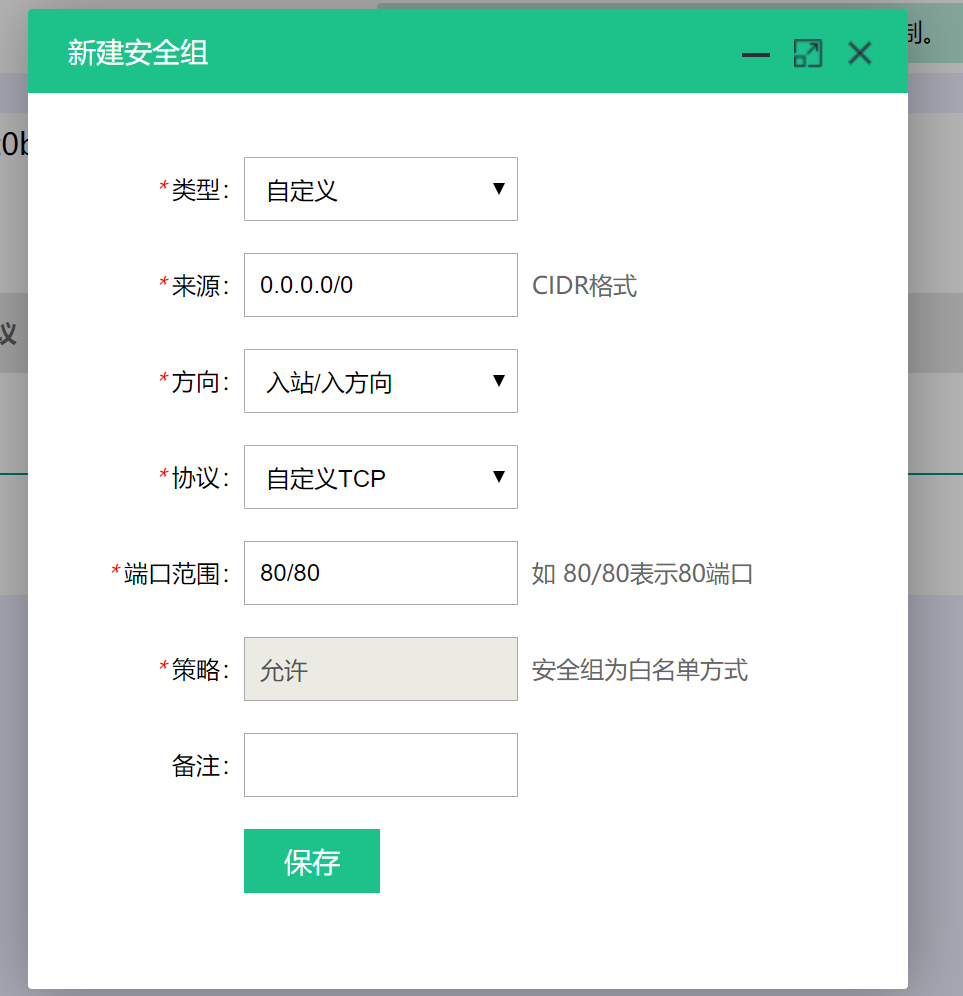 新建安全组
制。
0b
*类型： 自定义
*来源： 0.0.0.0/0 CIDR格式
议
*方向： 入站/入方向
*协议： 自定义TCP
*端口范围： 80/80 如 80/80表示80端口
*策略： 允许 安全组为白名单方式
备注：
保存